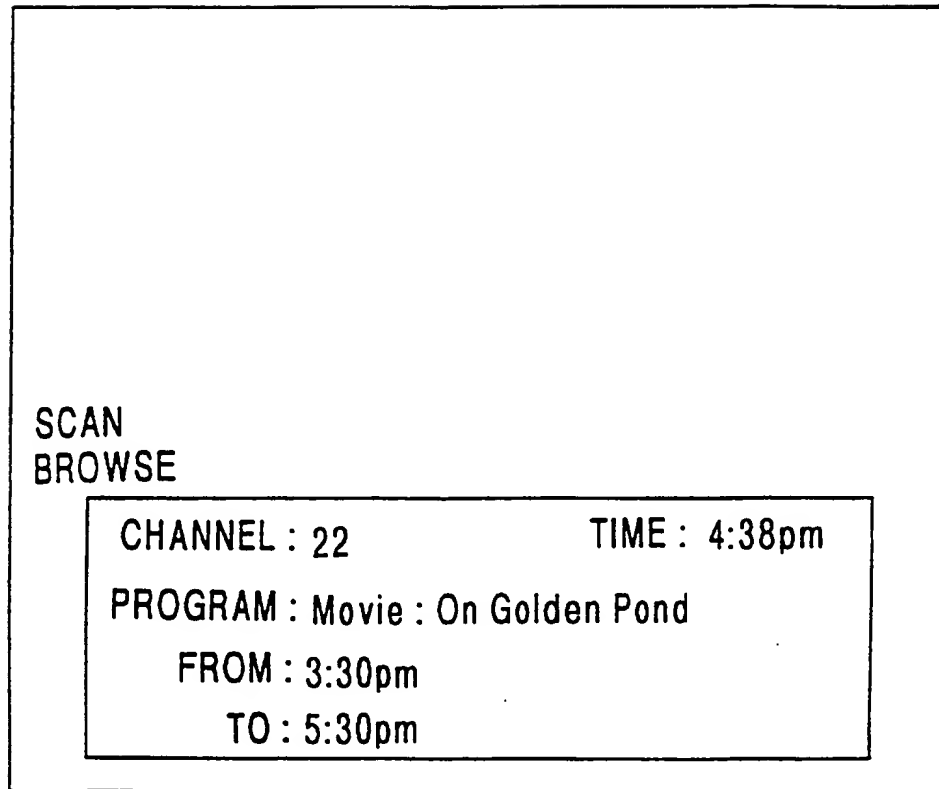 SCAN
BROWSE
CHANNEL : 22 TIME : 4:38pm
PROGRAM : Movie : On Golden Pond
FROM : 3:30pm
TO : 5:30pm